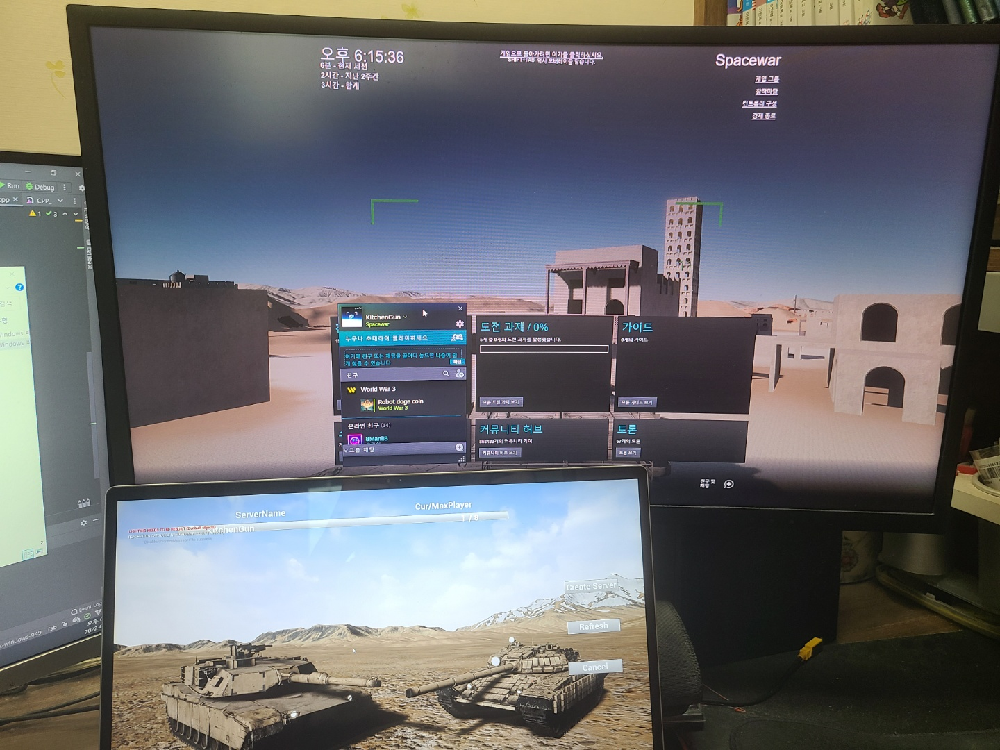 오후 6:15:36
6분 - 현재 세션
2시간 - 지난 2주간
3시간 - 합계
게임으로 돌아가려면 여기를 클릭하십시오.
SHIFT+TAB 역시 오버레이를 닫습니다.
Spacewar
게임 그룹
창작마당
컨트롤러 구성
강제 종료
Run
Debug
CPP_
1
3
Database
KitchenGun
Spacewar
누구나 초대하여 플레이하세요
여기에 친구 또는 채팅을 끌어다 놓으면 나중에 쉽
게 찾을 수 있습니다
확인
친구
World War 3
Robot doge coin
World War 3
온라인 친구 (14)
그룹 채팅
도전 과제 / 0%
5개 중 0개의 도전 과제를 달성했습니다.
모든 도전 과제 보기
가이드
0개의 가이드
모든 가이드 보기
커뮤니티 허브
868483개의 커뮤니티 기여
커뮤니티 허브 보기
토론
57개의 토론
토론 보기
친구 및
채팅
ServerName
Cur/MaxPlayer
LIGHTING NEEDS TO BE REBUILT (2 unbuilt objects)
KitchenGun
1 / 8
Create Server
Refresh
Cancel
Event Log
windows-949
Tab